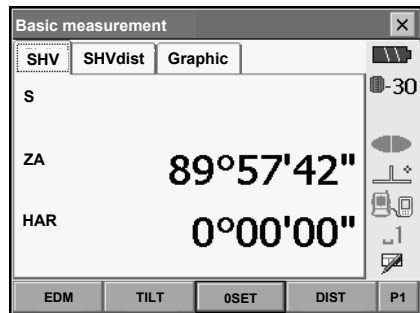 Basic measurement
SHV SHVdist Graphic
-30
S
ZA 89°57'42"
HAR 0°00'00"
1
EDM TILT 0SET DIST P1